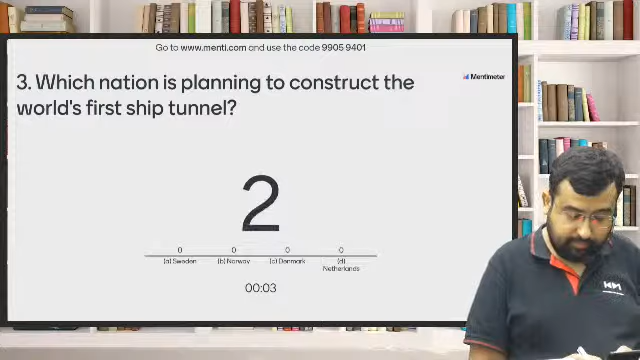 Go to www.menti.com and use the code 9905 9401
3. Which nation is planning to construct the
world's first ship tunnel?
Mentimeter
2
0 0 0 0
(a) Sweden (b) Norway (c) Denmark (d)
Netherlands
00:03